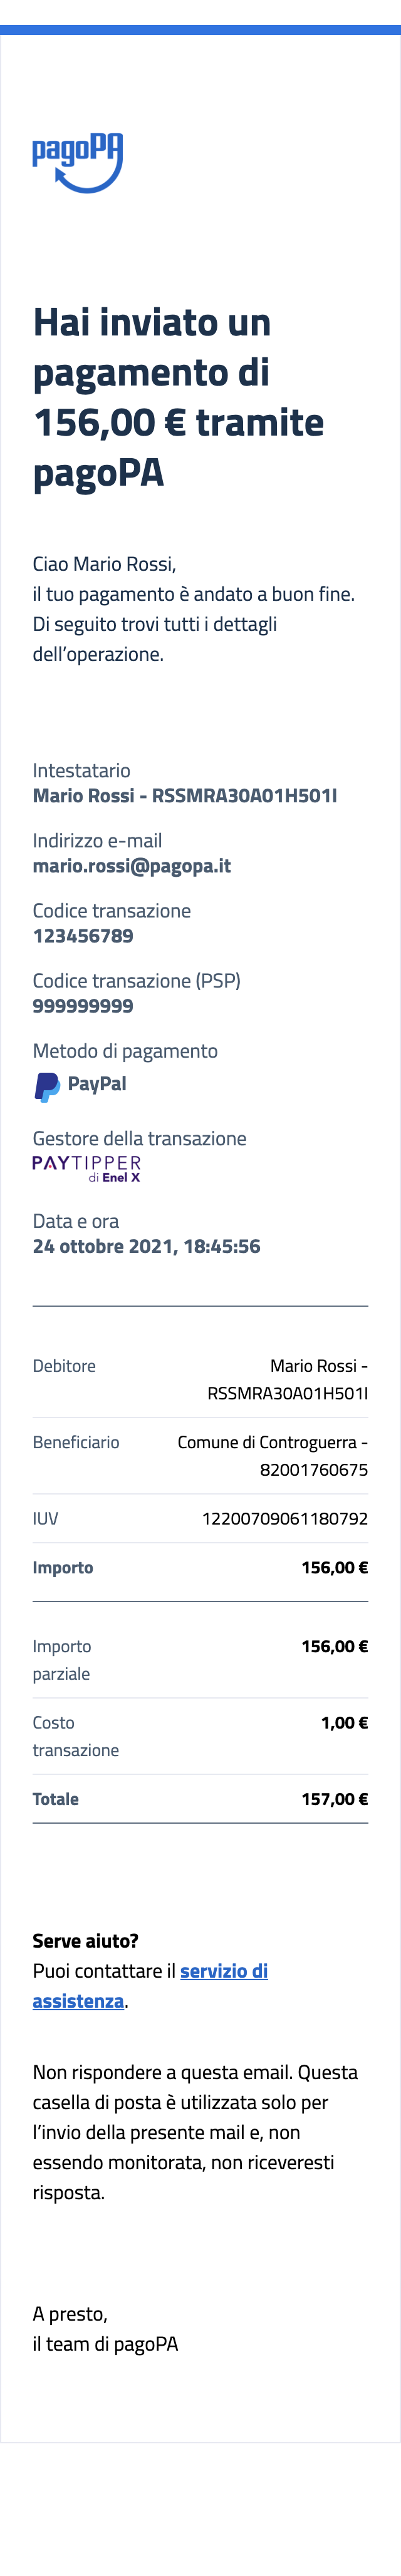 pagoPA
Hai inviato un
pagamento di
156,00 € tramite
pagoPA
Ciao Mario Rossi,
il tuo pagamento è andato a buon fine.
Di seguito trovi tutti i dettagli
dell’operazione.
Intestatario
Mario Rossi - RSSMRA30A01H501I
Indirizzo e-mail
mario.rossi@pagopa.it
Codice transazione
123456789
Codice transazione (PSP)
999999999
Metodo di pagamento
PayPal
Gestore della transazione
PAYTIPPER
di Enel X
Data e ora
24 ottobre 2021, 18:45:56
Debitore Mario Rossi -
RSSMRA30A01H501I
Beneficiario Comune di Controguerra -
82001760675
IUV 12200709061180792
Importo 156,00 €
Importo 156,00 €
parziale
Costo 1,00 €
transazione
Totale 157,00 €
Serve aiuto?
Puoi contattare il servizio di
assistenza.
Non rispondere a questa email. Questa
casella di posta è utilizzata solo per
l’invio della presente mail e, non
essendo monitorata, non riceveresti
risposta.
A presto,
il team di pagoPA